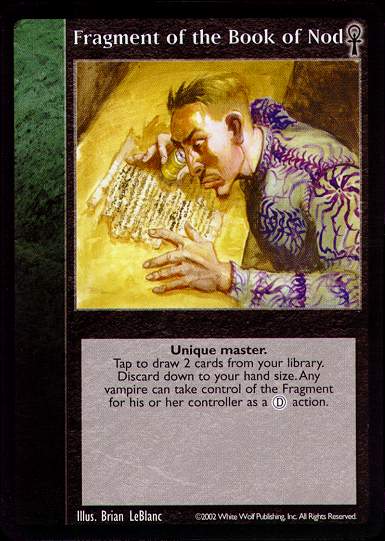 Fragment of the Book of Nod
Unique master.
Tap to draw 2 cards from your library.
Discard down to your hand size. Any
vampire can take control of the Fragment
for his or her controller as a Ⓓ action.
Illus. Brian LeBlanc
©2002 White Wolf Publishing, Inc. All Rights Reserved.